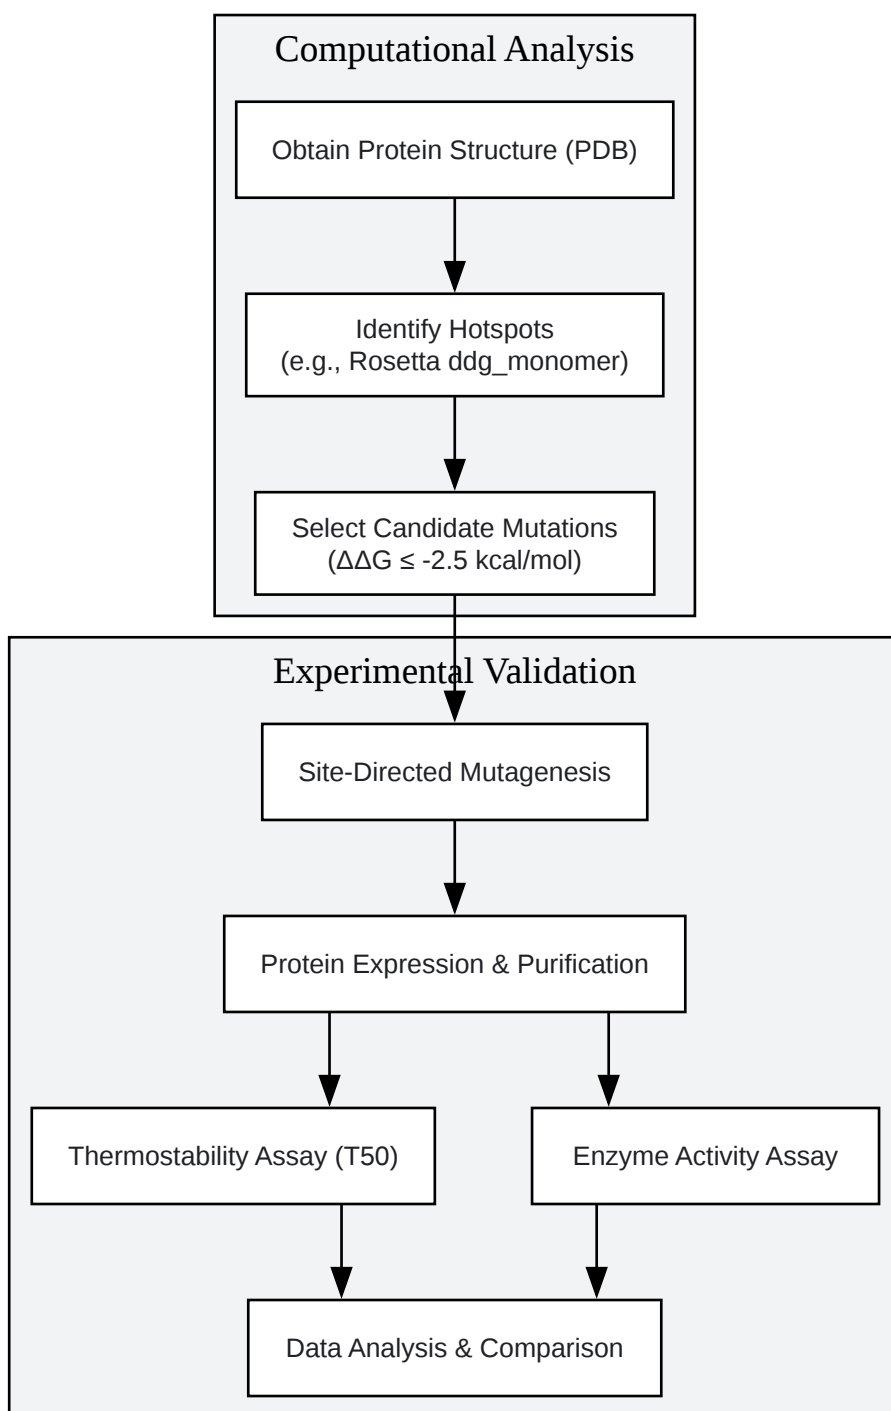 Computational Analysis
Obtain Protein Structure (PDB)
Identify Hotspots
(e.g., Rosetta ddg_monomer)
Select Candidate Mutations
(ΔΔG ≤ -2.5 kcal/mol)
Experimental Validation
Site-Directed Mutagenesis
Protein Expression & Purification
Thermostability Assay (T50)
Enzyme Activity Assay
Data Analysis & Comparison